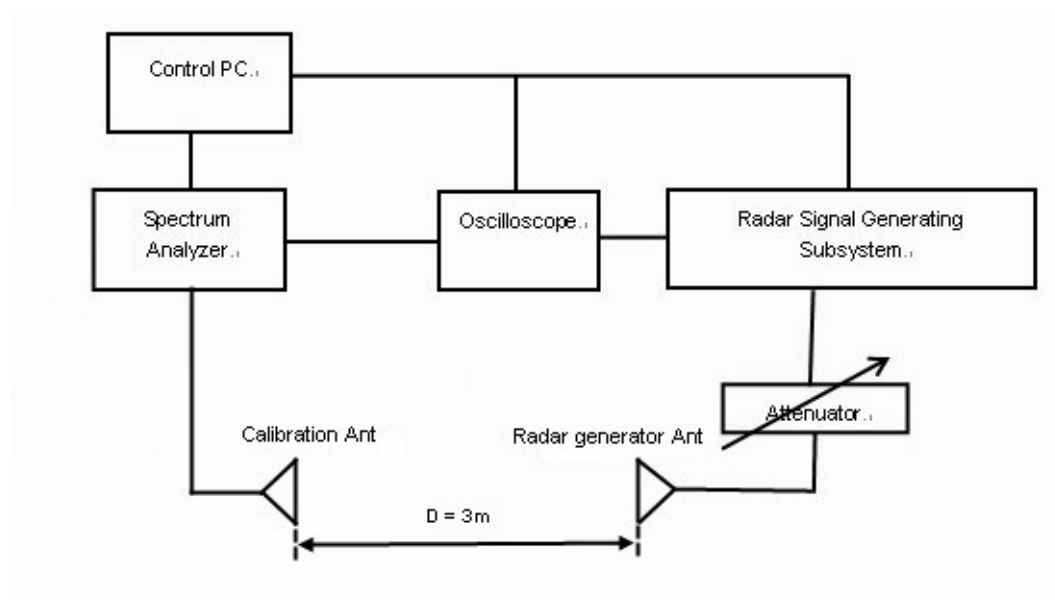 Control PC.
Spectrum
Analyzer.
Oscilloscope.
Radar Signal Generating
Subsystem.
Attenuator.
Calibration Ant
Radar generator Ant
D = 3m